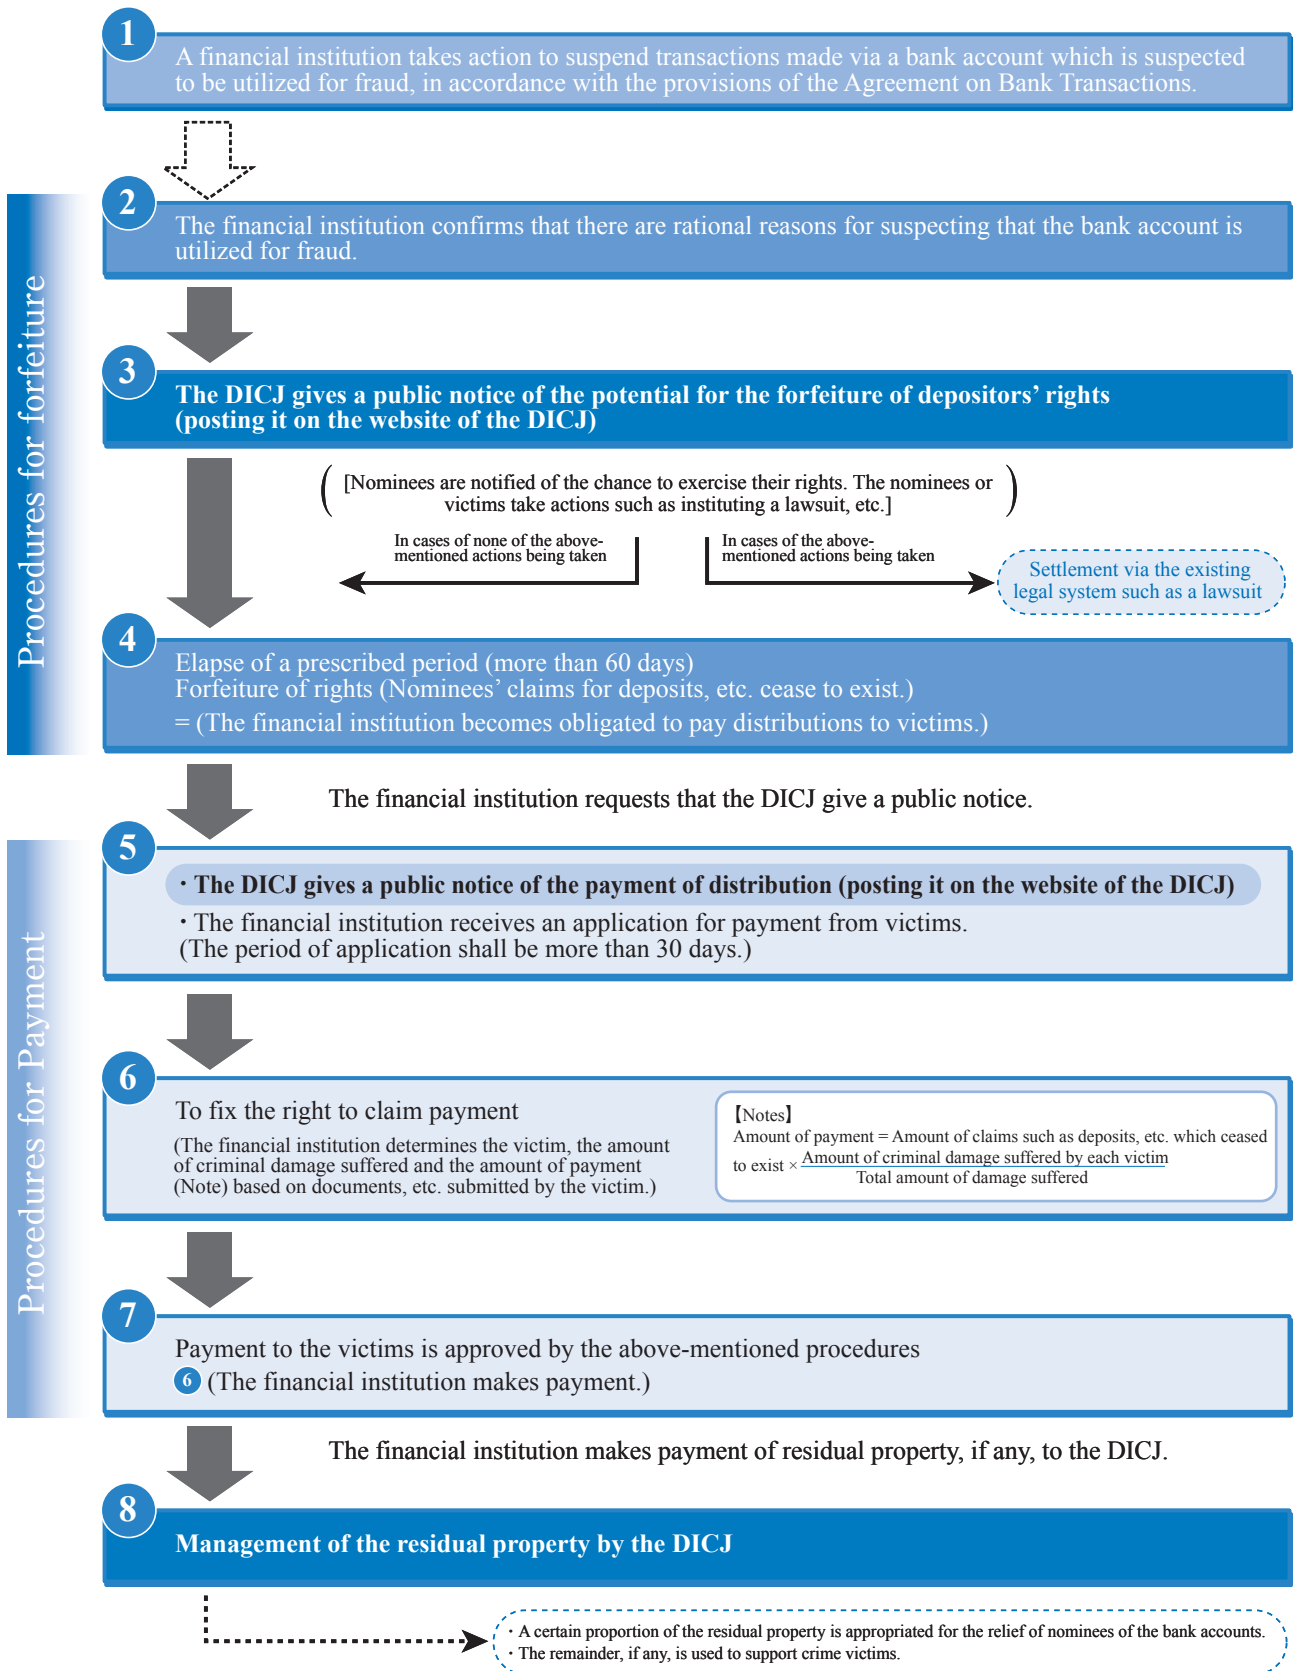 1
A financial institution takes action to suspend transactions made via a bank account which is suspected
to be utilized for fraud, in accordance with the provisions of the Agreement on Bank Transactions.
Procedures for forfeiture
2
The financial institution confirms that there are rational reasons for suspecting that the bank account is
utilized for fraud.
3
The DICJ gives a public notice of the potential for the forfeiture of depositors’ rights
(posting it on the website of the DICJ)
[Nominees are notified of the chance to exercise their rights. The nominees or
victims take actions such as instituting a lawsuit, etc.]
In cases of none of the above-
mentioned actions being taken
In cases of the above-
mentioned actions being taken
Settlement via the existing
legal system such as a lawsuit
4
Elapse of a prescribed period (more than 60 days)
Forfeiture of rights (Nominees’ claims for deposits, etc. cease to exist.)
= (The financial institution becomes obligated to pay distributions to victims.)
The financial institution requests that the DICJ give a public notice.
Procedures for Payment
5
・The DICJ gives a public notice of the payment of distribution (posting it on the website of the DICJ)
・The financial institution receives an application for payment from victims.
(The period of application shall be more than 30 days.)
6
To fix the right to claim payment
(The financial institution determines the victim, the amount
of criminal damage suffered and the amount of payment
(Note) based on documents, etc. submitted by the victim.)
【Notes】
Amount of payment = Amount of claims such as deposits, etc. which ceased
to exist × Amount of criminal damage suffered by each victim
Total amount of damage suffered
7
Payment to the victims is approved by the above-mentioned procedures
6 (The financial institution makes payment.)
The financial institution makes payment of residual property, if any, to the DICJ.
8
Management of the residual property by the DICJ
・A certain proportion of the residual property is appropriated for the relief of nominees of the bank accounts.
・The remainder, if any, is used to support crime victims.